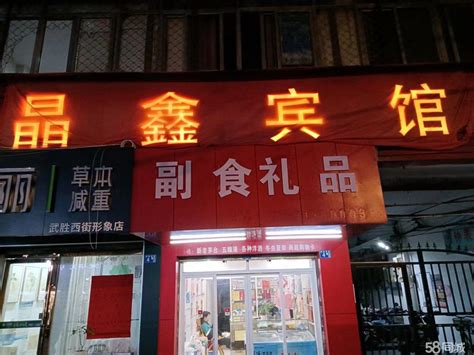 晶鑫宾馆
丽
草本
减重
武胜西街形象店
副食礼品
58同城